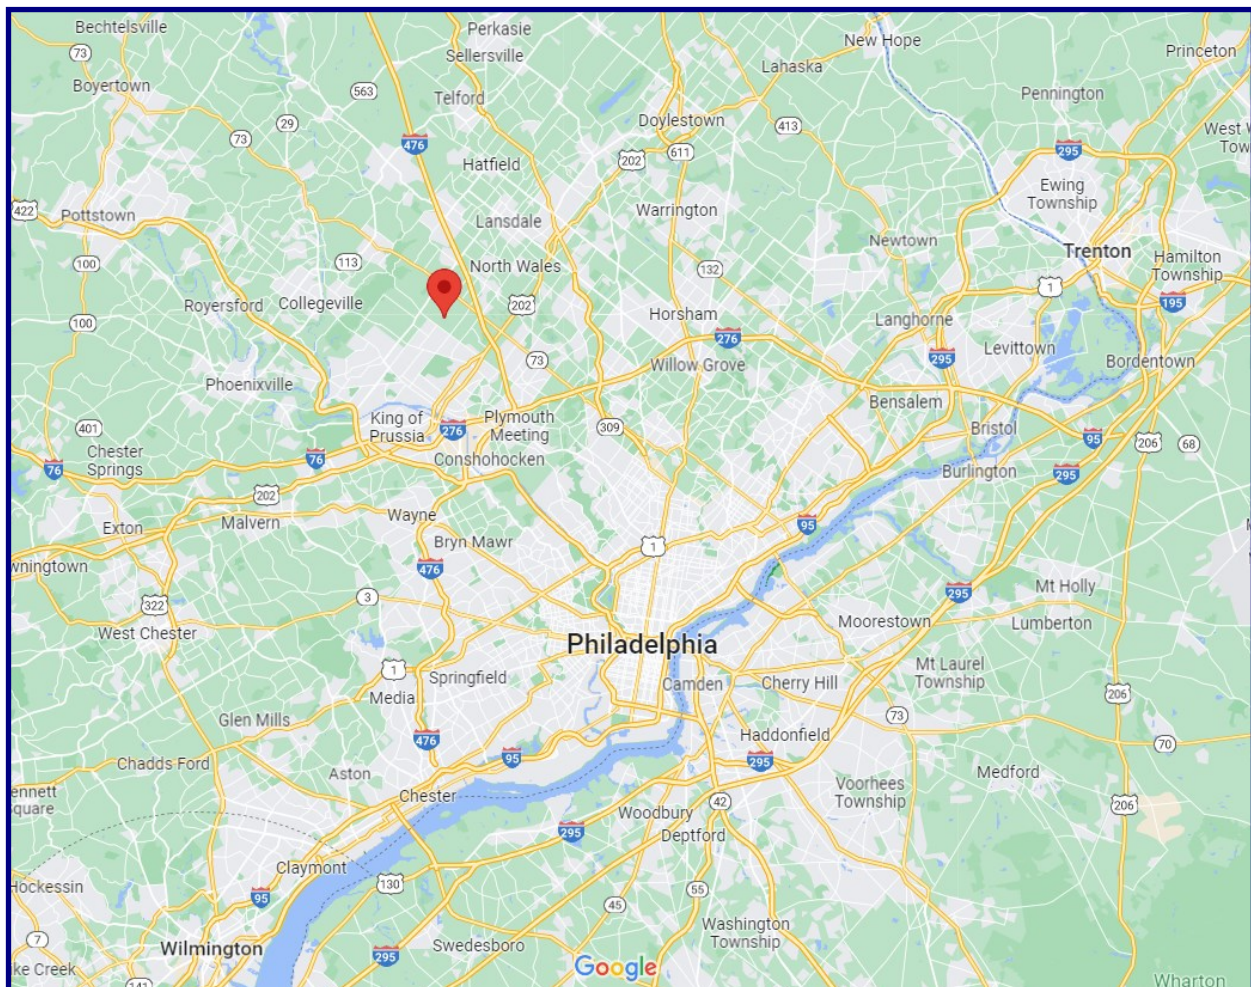 Bechtelsville
Perkasie
Sellersville
New Hope
Princeton
73
Lahaska
Boyertown
563
Telford
Pennington
29
73
476
Doylestown
413
West W
Tow
Hatfield
202
611
295
Ewing
Township
422
Pottstown
Lansdale
Warrington
Newtown
Trenton
Hamilton
Township
100
113
North Wales
132
1
Royersford
Collegeville
202
Horsham
195
100
276
Langhorne
295
Levittown
Bordentown
73
Willow Grove
Phoenixville
Bensalem
401
King of
Prussia
276
Plymouth
Meeting
309
Bristol
95
206
68
Chester
Springs
76
76
Conshohocken
Burlington
295
202
Exton
Malvern
Wayne
95
wningtown
Bryn Mawr
1
476
322
3
295
Mt Holly
West Chester
Moorestown
Lumberton
Philadelphia
1
Springfield
Media
Camden
Cherry Hill
Mt Laurel
Township
206
Glen Mills
476
73
Haddonfield
70
Chadds Ford
95
295
Aston
Medford
ennett
quare
Chester
Voorhees
Township
206
42
Woodbury
295
Deptford
Claymont
130
Hockessin
95
55
45
7
Washington
Township
Wilmington
Swedesboro
295
ke Creek
141
Google
Wharton